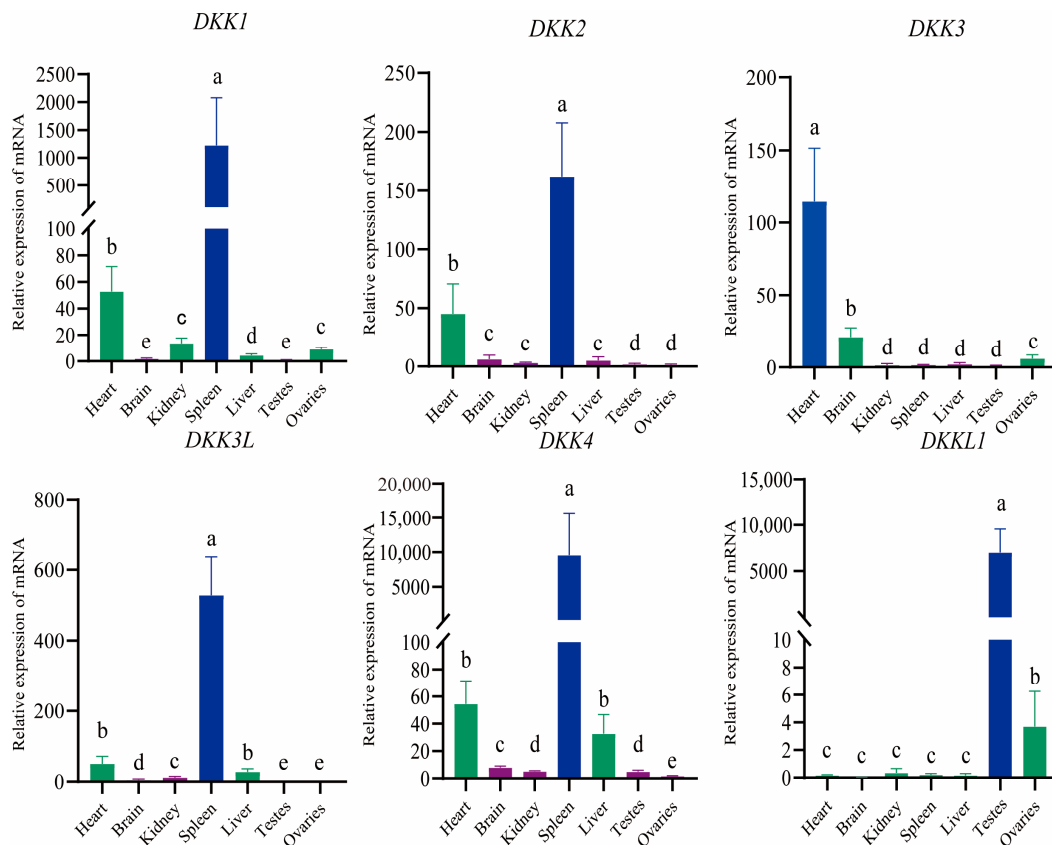 DKK1
Relative expression of mRNA
2500
2000
1500
1000
500
100
80
60
40
20
0
b
e
c
a
d
e
c
Heart
Brain
Kidney
Spleen
Liver
Testes
Ovaries
DKK2
Relative expression of mRNA
250
200
150
100
50
0
b
c
c
a
c
d
d
Heart
Brain
Kidney
Spleen
Liver
Testes
Ovaries
DKK3
Relative expression of mRNA
200
150
100
50
0
a
b
d
d
d
d
c
Heart
Brain
Kidney
Spleen
Liver
Testes
Ovaries
DKK3L
Relative expression of mRNA
800
600
400
200
0
b
d
c
a
b
e
e
Heart
Brain
Kidney
Spleen
Liver
Testes
Ovaries
DKK4
Relative expression of mRNA
20,000
15,000
10,000
5000
100
80
60
40
20
0
b
c
d
a
b
d
e
Heart
Brain
Kidney
Spleen
Liver
Testes
Ovaries
DKKL1
Relative expression of mRNA
15,000
10,000
5000
10
8
6
4
2
0
c
c
c
c
c
a
b
Heart
Brain
Kidney
Spleen
Liver
Testes
Ovaries